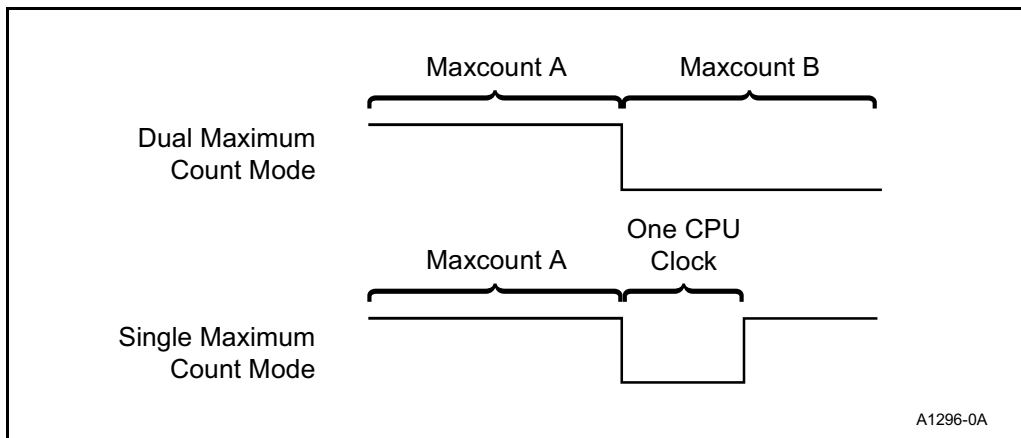 Maxcount A
Maxcount B
Dual Maximum
Count Mode
One CPU
Clock
Maxcount A
Single Maximum
Count Mode
A1296-0A